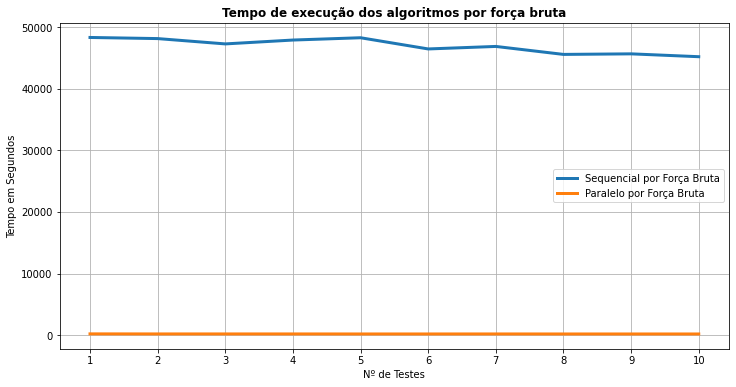 Tempo de execução dos algoritmos por força bruta
50000
40000
30000
20000
10000
0
Tempo em Segundos
Sequencial por Força Bruta
Paralelo por Força Bruta
1 2 3 4 5 6 7 8 9 10
Nº de Testes